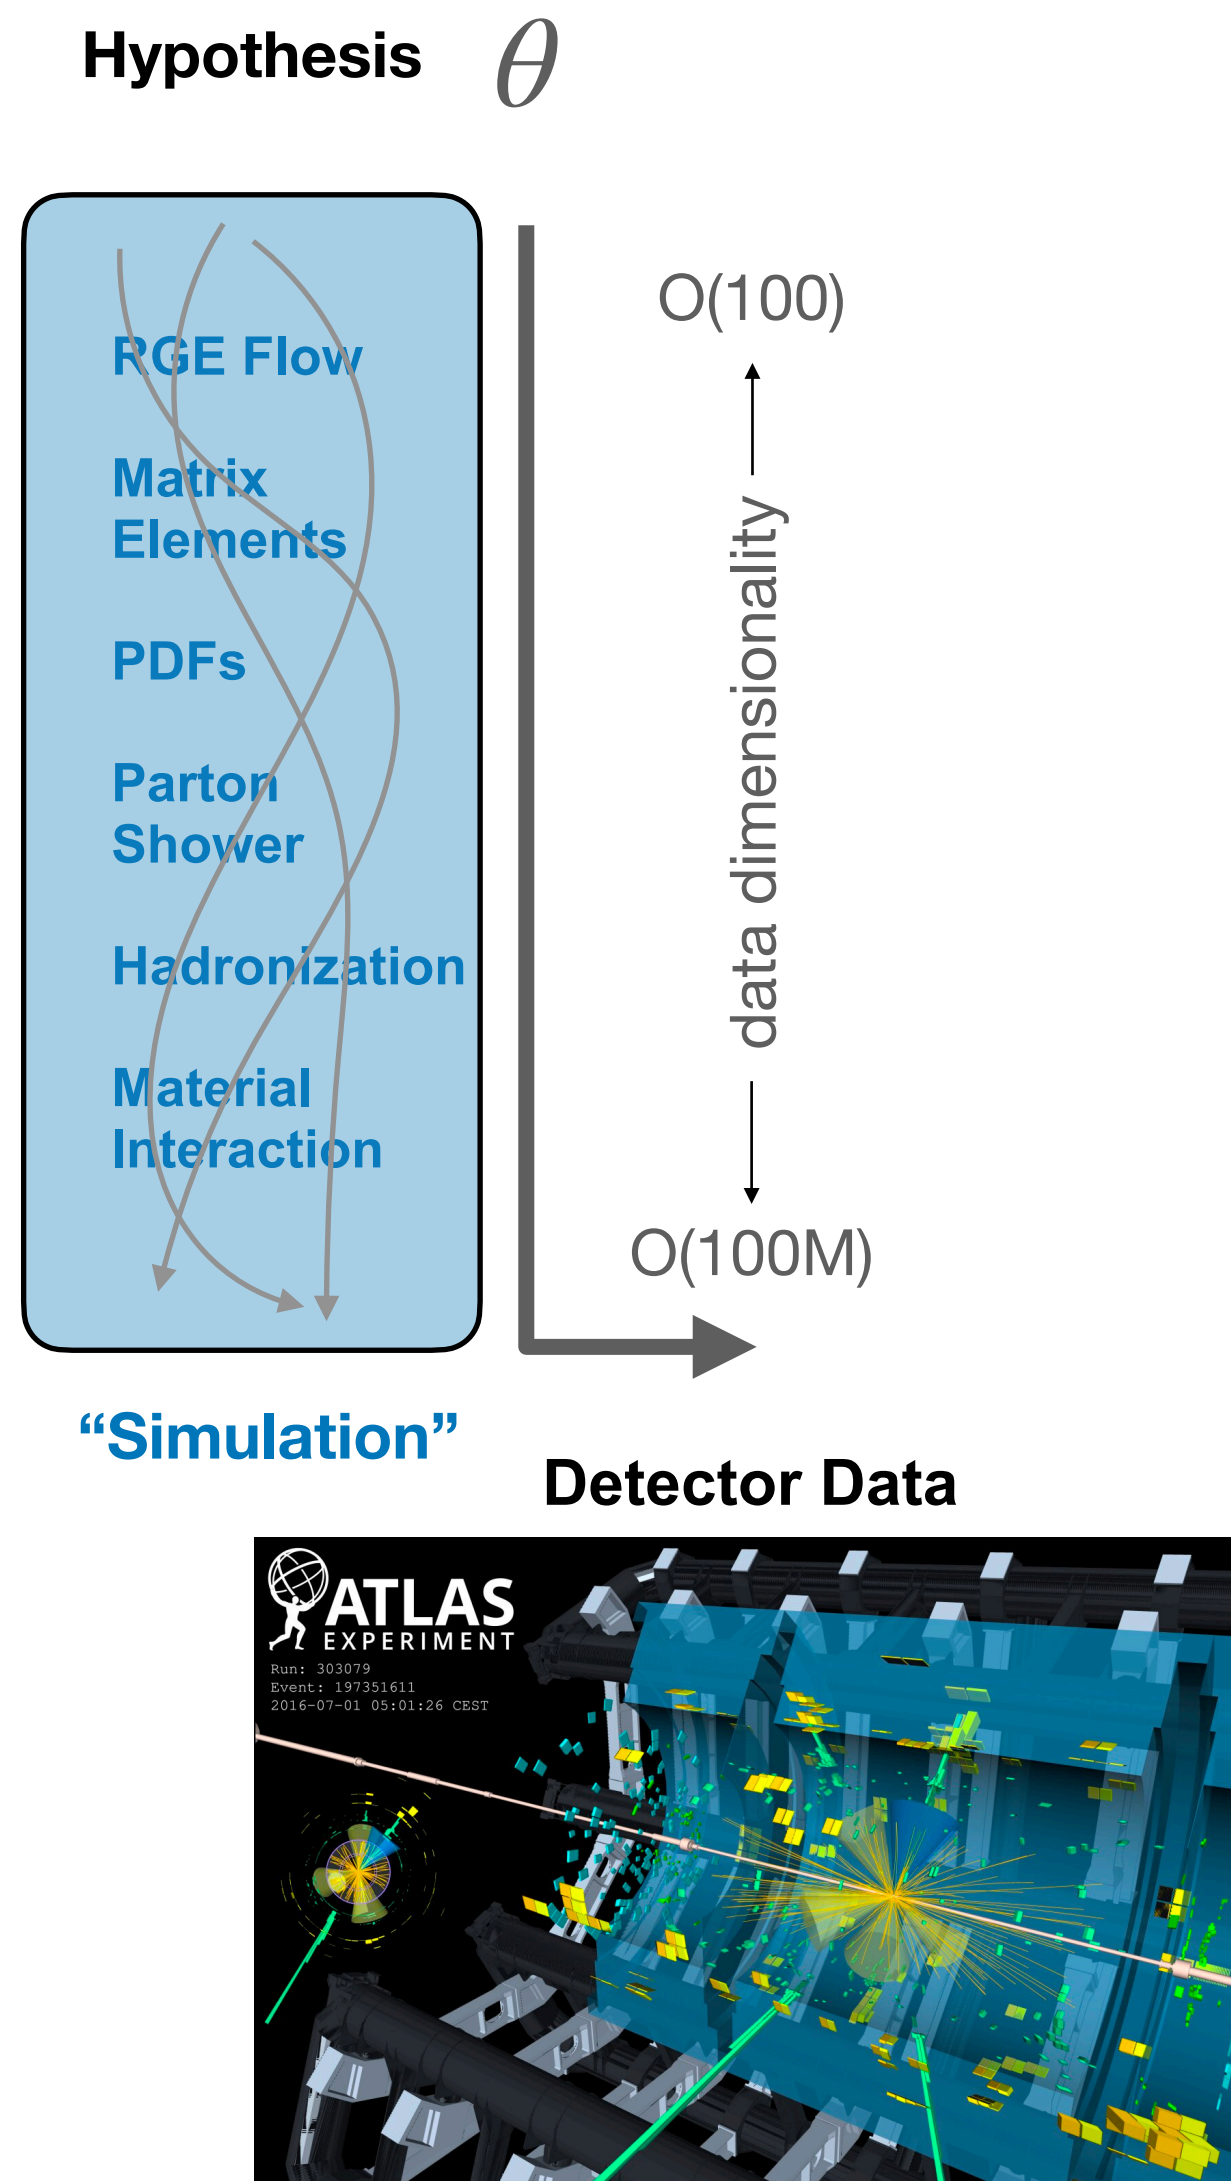 Hypothesis θ
RGE Flow
Matrix
Elements
PDFs
Parton
Shower
Hadronization
Material
Interaction
“Simulation”
O(100)
data dimensionality
O(100M)
Detector Data
ATLAS
EXPERIMENT
Run: 303079
Event: 197351611
2016-07-01 05:01:26 CEST